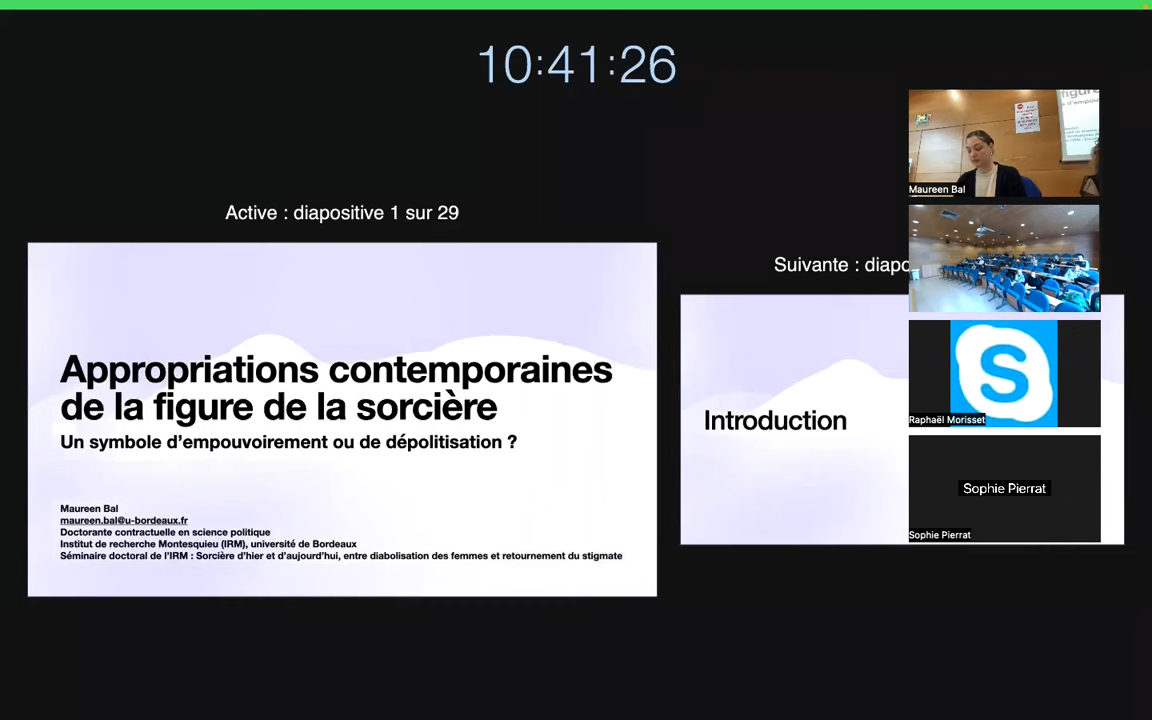 10:41:26
Active : diapositive 1 sur 29
Appropriations contemporaines
de la figure de la sorcière
Un symbole d'empouvoirement ou de dépolitisation ?
Maureen Bal
maureen.bal@u-bordeaux.fr
Doctorante contractuelle en science politique
Institut de recherche Montesquieu (IRM), université de Bordeaux
Séminaire doctoral de l'IRM : Sorcière d'hier et d'aujourd'hui, entre diabolisation des femmes et retournement du stigmate
Suivante : diapo
Introduction
figure
Maureen Bal
S
Raphaël Morisset
Sophie Pierrat
Sophie Pierrat